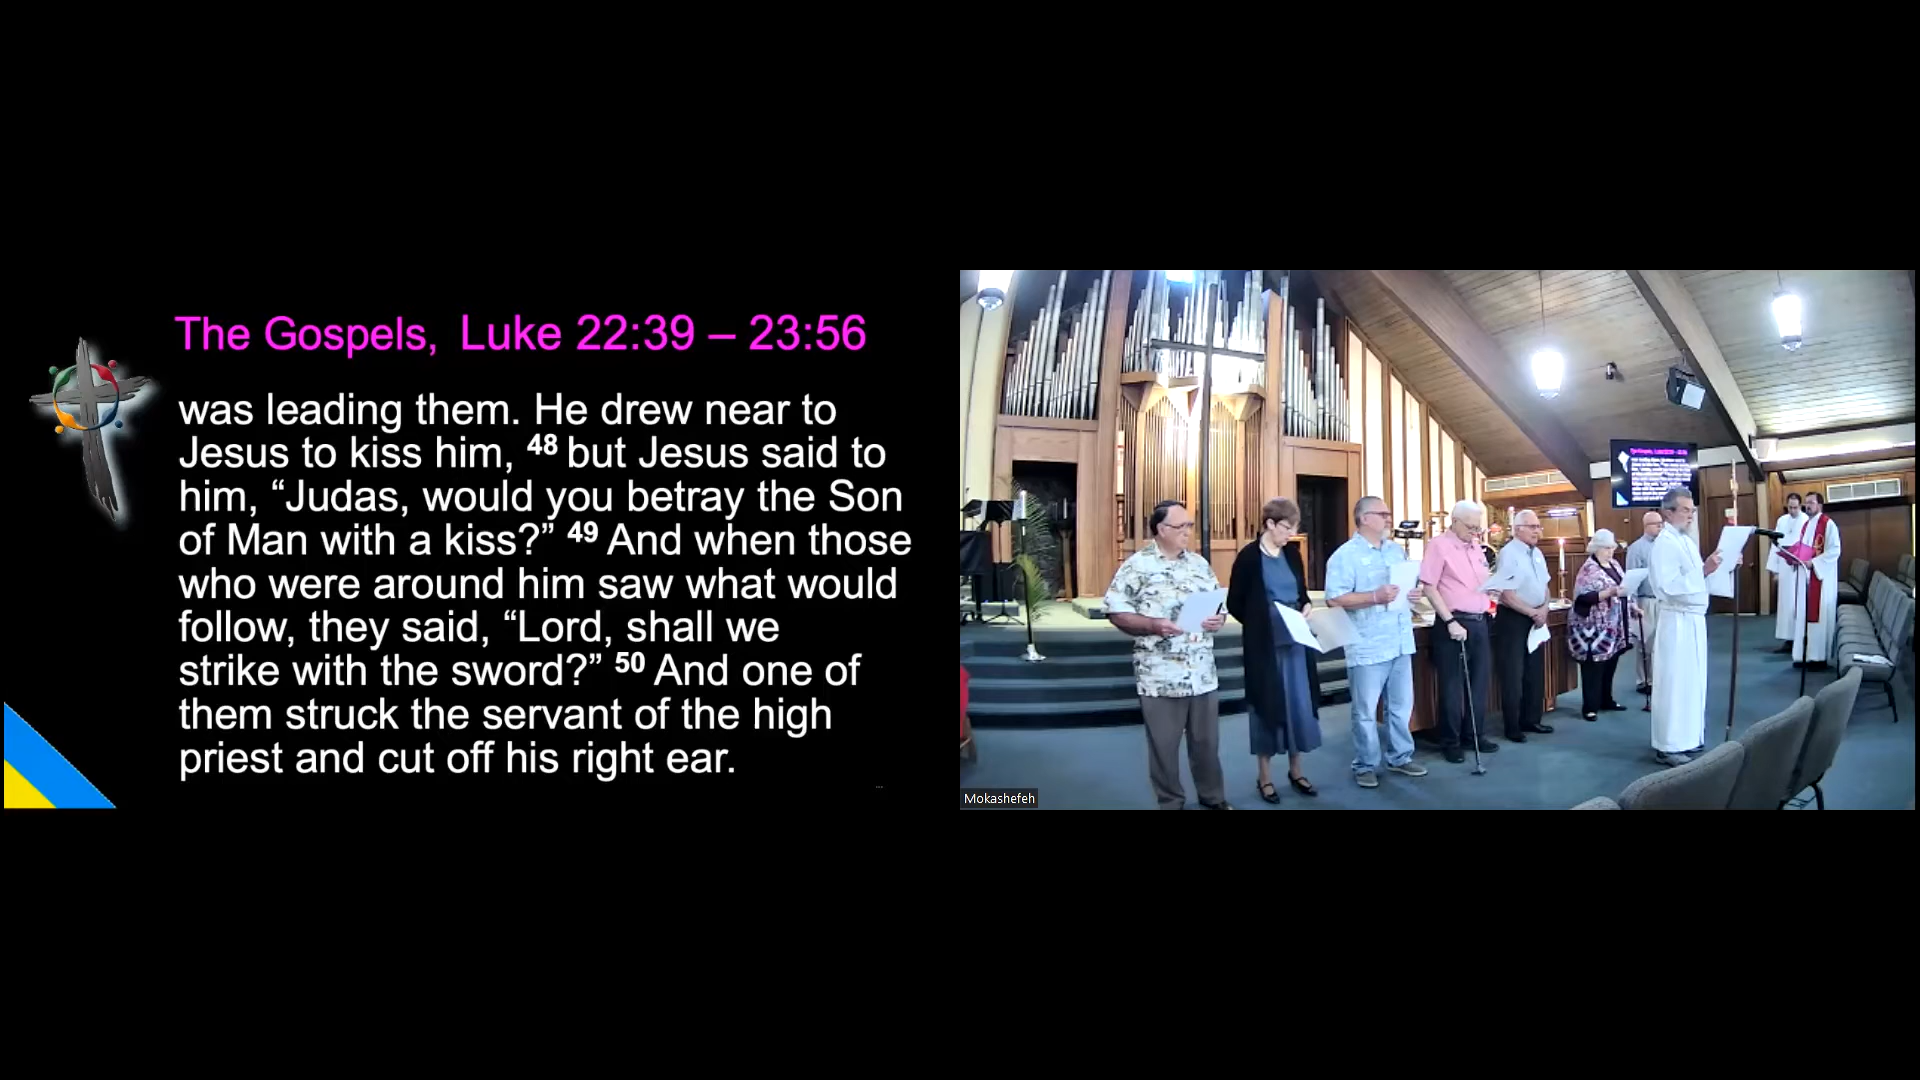 The Gospels, Luke 22:39 – 23:56
was leading them. He drew near to
Jesus to kiss him, 48 but Jesus said to
him, “Judas, would you betray the Son
of Man with a kiss?” 49 And when those
who were around him saw what would
follow, they said, “Lord, shall we
strike with the sword?” 50 And one of
them struck the servant of the high
priest and cut off his right ear.
...
Mokashefeh